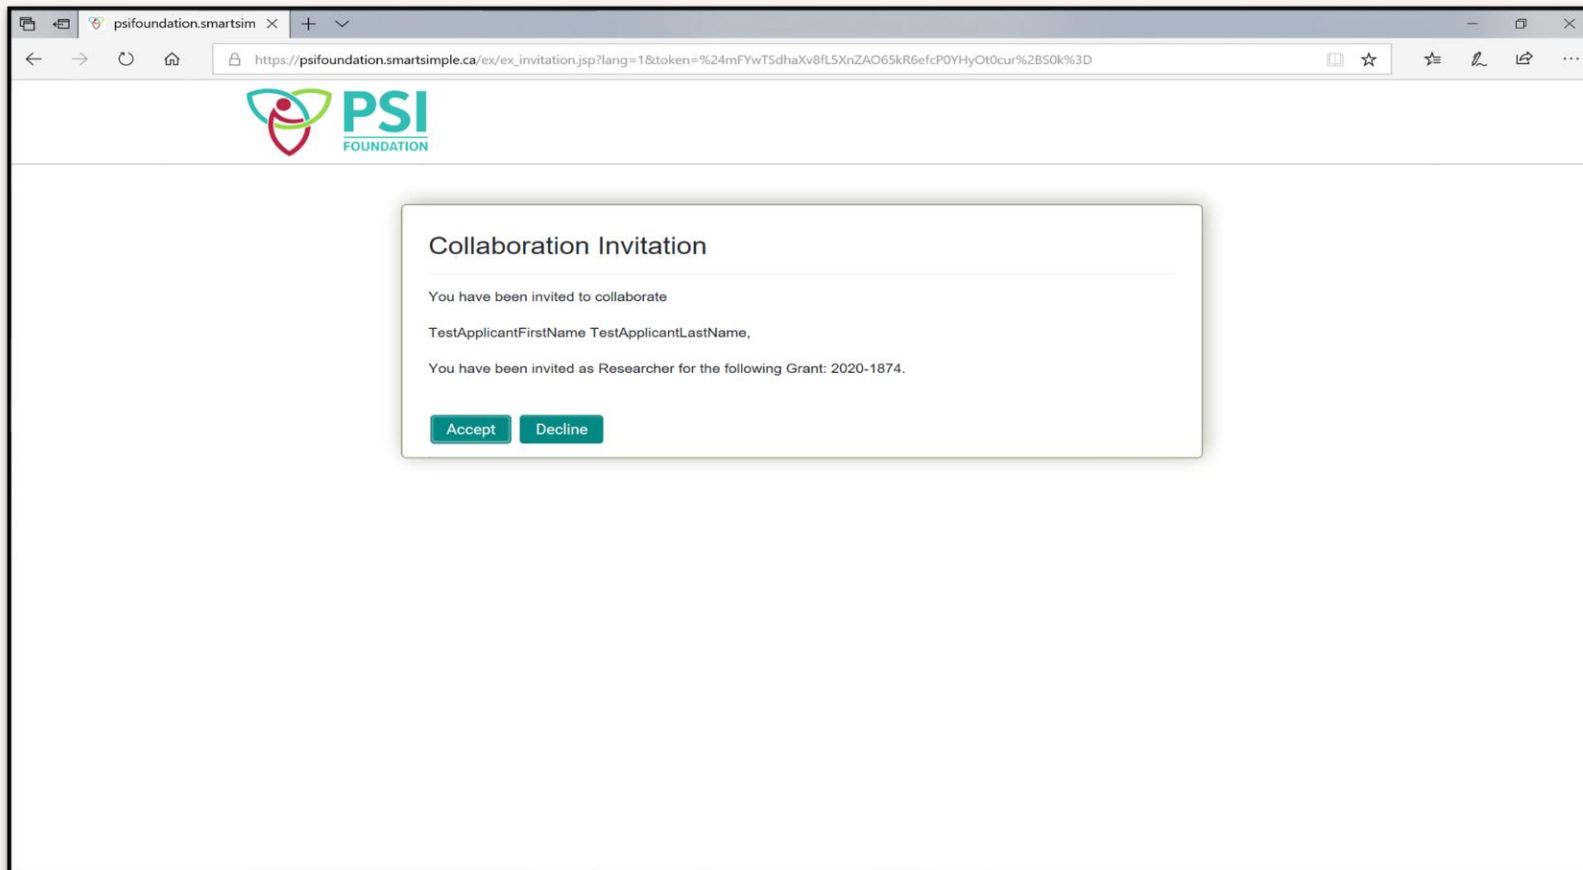 psifoundation.smartsim
https://psifoundation.smartsimple.ca/ex/ex_invitation.jsp?lang=1&token=%24mFYwTSdhaXv8fL5XnZAO65kR6efcP0YHyOt0cur%2BS0k%3D
PSI
FOUNDATION
Collaboration Invitation
You have been invited to collaborate
TestApplicantFirstName TestApplicantLastName,
You have been invited as Researcher for the following Grant: 2020-1874.
Accept Decline